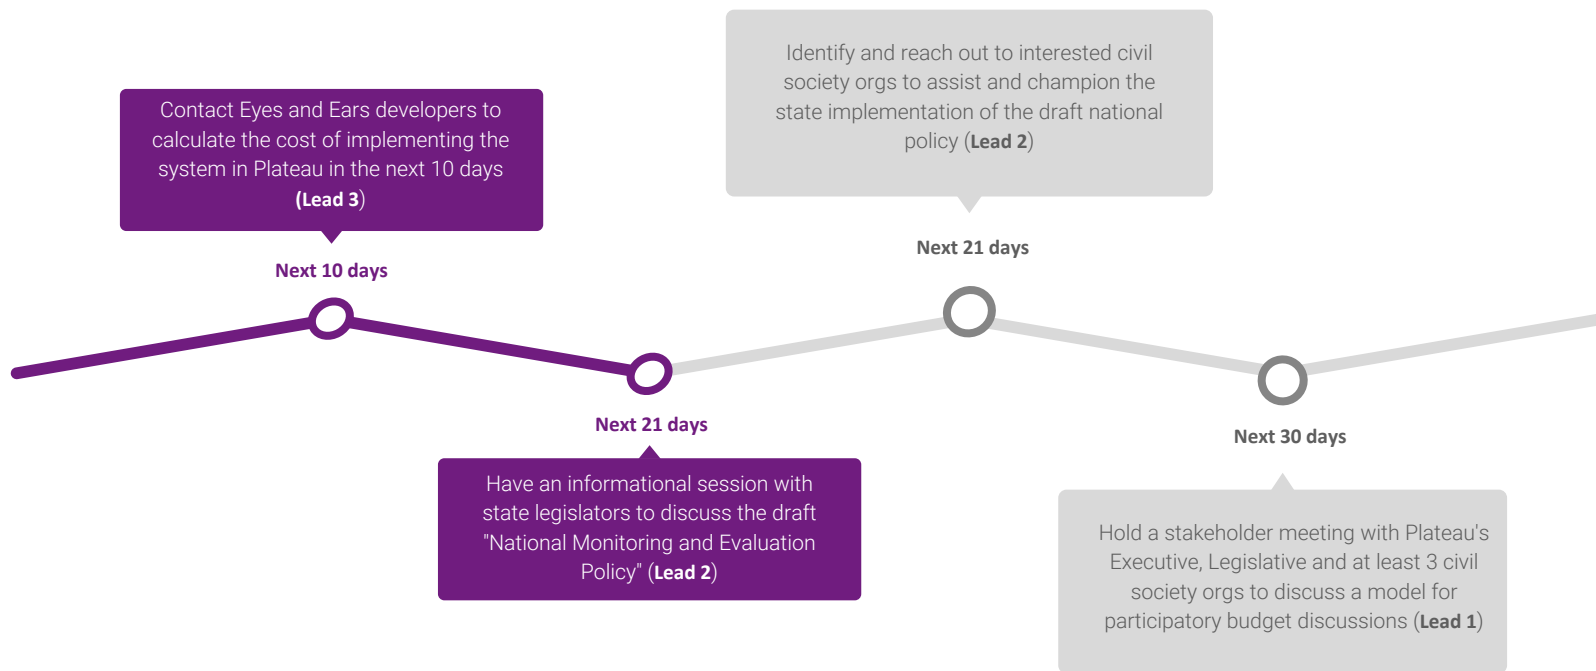 Contact Eyes and Ears developers to
calculate the cost of implementing the
system in Plateau in the next 10 days
(Lead 3)
Next 10 days
Next 21 days
Have an informational session with
state legislators to discuss the draft
"National Monitoring and Evaluation
Policy" (Lead 2)
Identify and reach out to interested civil
society orgs to assist and champion the
state implementation of the draft national
policy (Lead 2)
Next 21 days
Next 30 days
Hold a stakeholder meeting with Plateau's
Executive, Legislative and at least 3 civil
society orgs to discuss a model for
participatory budget discussions (Lead 1)